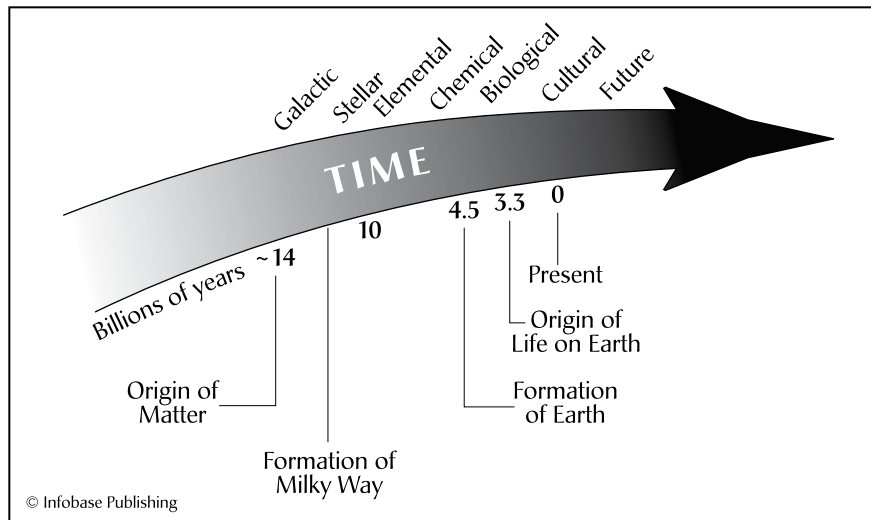 Galactic
Stellar
Elemental
Chemical
Biological
Cultural
Future
TIME
Billions of years
~14
10
4.5
3.3
0
Present
Origin of
Life on Earth
Formation
of Earth
Origin of
Matter
Formation of
Milky Way
© Infobase Publishing